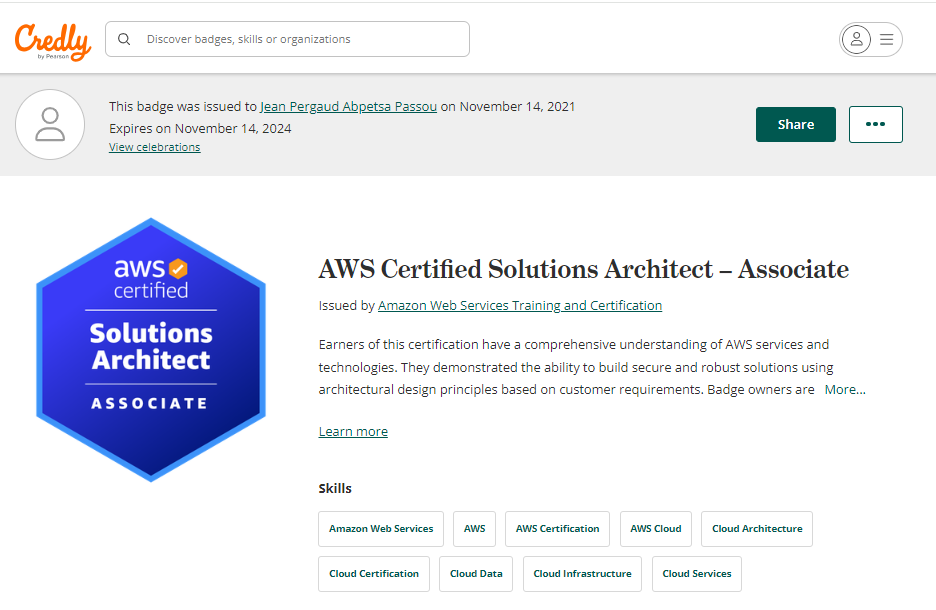 Credly
by Pearson
Discover badges, skills or organizations
This badge was issued to Jean Pergaud Abpetsa Passou on November 14, 2021
Expires on November 14, 2024
View celebrations
Share
•••
aws
certified
Solutions
Architect
ASSOCIATE
AWS Certified Solutions Architect – Associate
Issued by Amazon Web Services Training and Certification
Earners of this certification have a comprehensive understanding of AWS services and
technologies. They demonstrated the ability to build secure and robust solutions using
architectural design principles based on customer requirements. Badge owners are More...
Learn more
Skills
Amazon Web Services AWS AWS Certification AWS Cloud Cloud Architecture
Cloud Certification Cloud Data Cloud Infrastructure Cloud Services